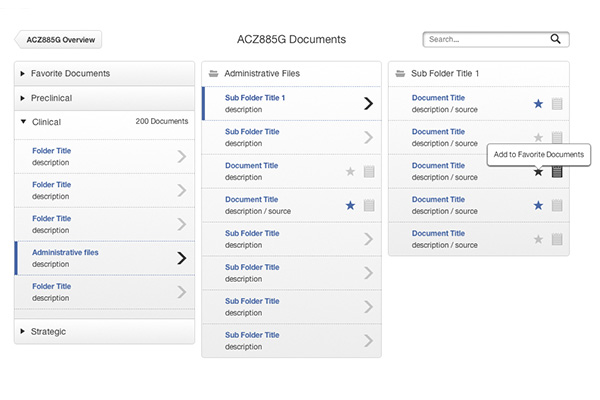 ACZ885G Overview
ACZ885G Documents
Search...
Favorite Documents
Preclinical
Clinical
200 Documents
Folder Title
description
Folder Title
description
Folder Title
description
Administrative files
description
Folder Title
description
Strategic
Administrative Files
Sub Folder Title 1
description
Sub Folder Title
description
Document Title
description
Document Title
description / source
Sub Folder Title
description
Sub Folder Title
description
Sub Folder Title
description
Sub Folder Title
description
Sub Folder Title 1
Document Title
description / source
Document Title
description / source
Add to Favorite Documents
Document Title
description / source
Document Title
description / source
Document Title
description / source